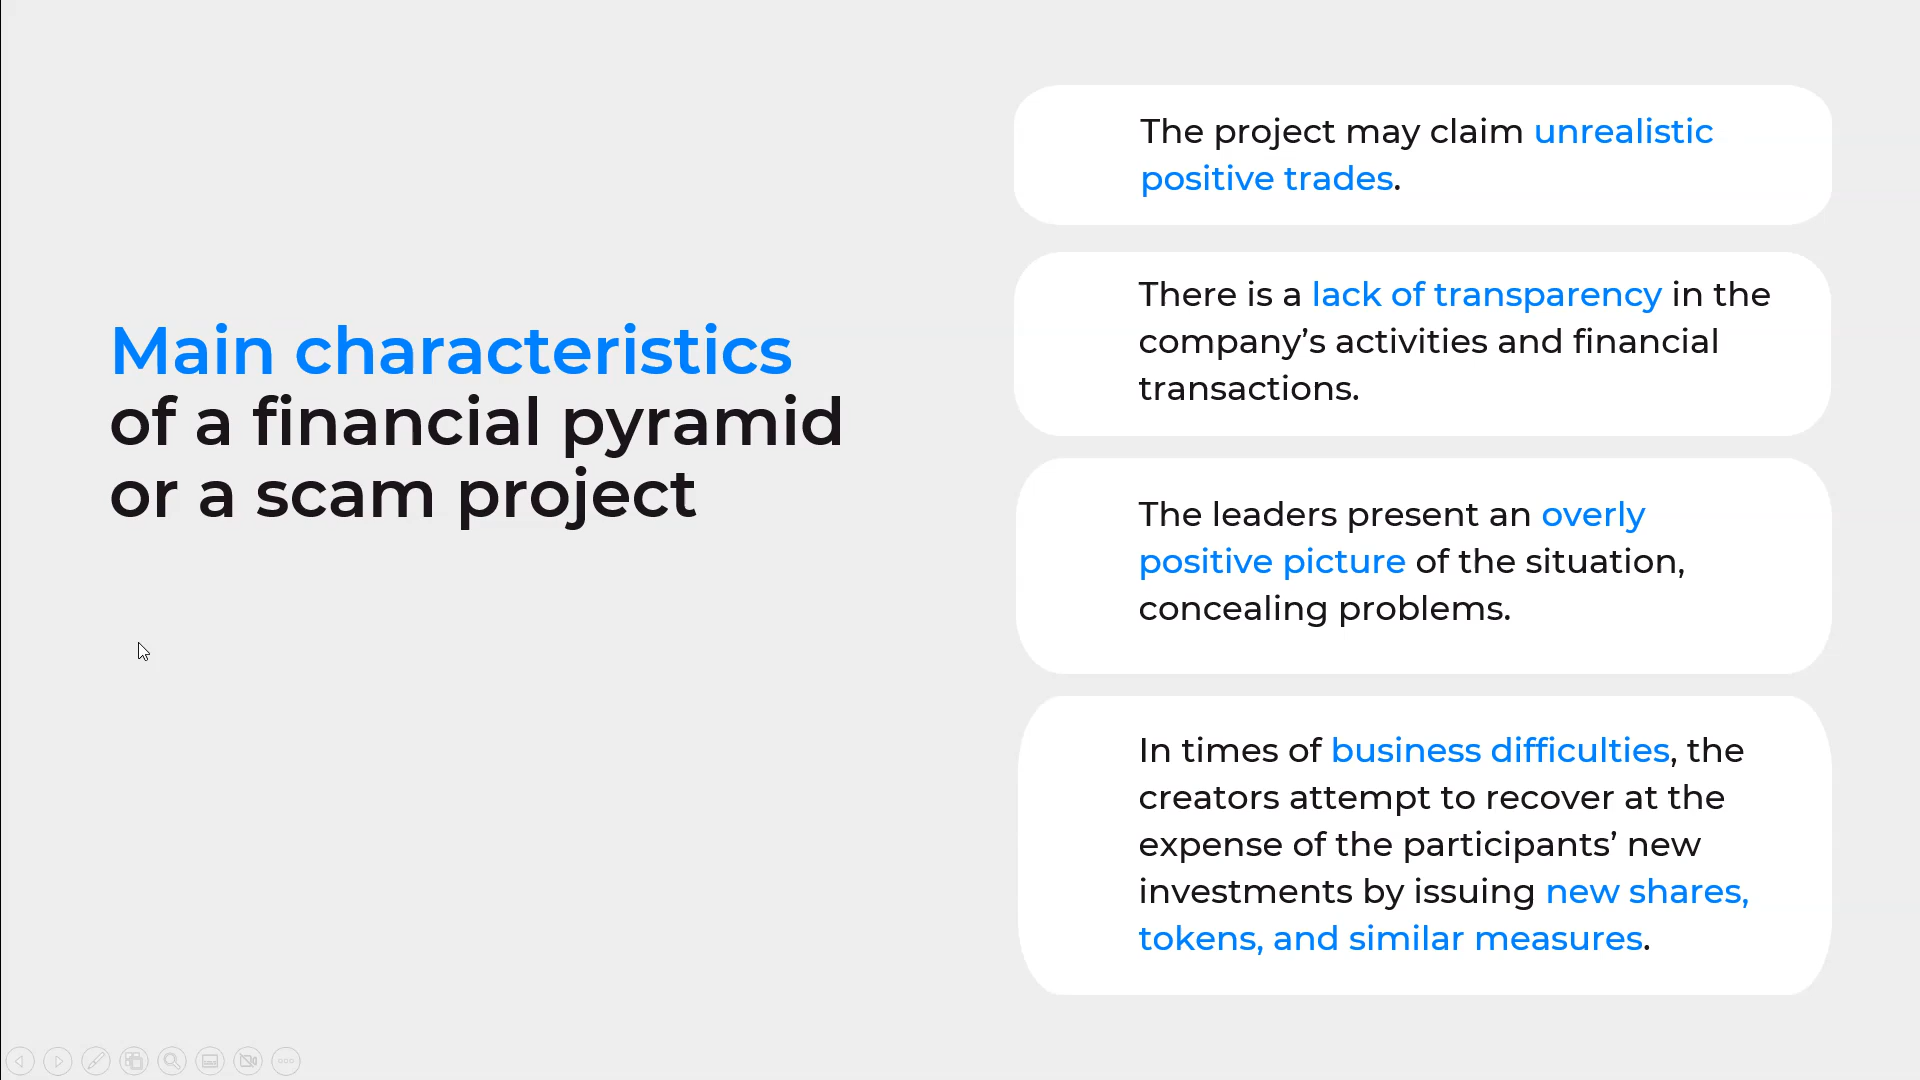 Main characteristics
of a financial pyramid
or a scam project
The project may claim unrealistic
positive trades.
There is a lack of transparency in the
company’s activities and financial
transactions.
The leaders present an overly
positive picture of the situation,
concealing problems.
In times of business difficulties, the
creators attempt to recover at the
expense of the participants’ new
investments by issuing new shares,
tokens, and similar measures.